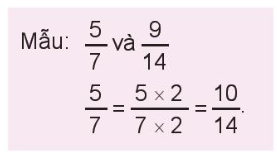 Mẫu: 5/7 và 9/14
5/7 = 5 × 2/7 × 2 = 10/14.